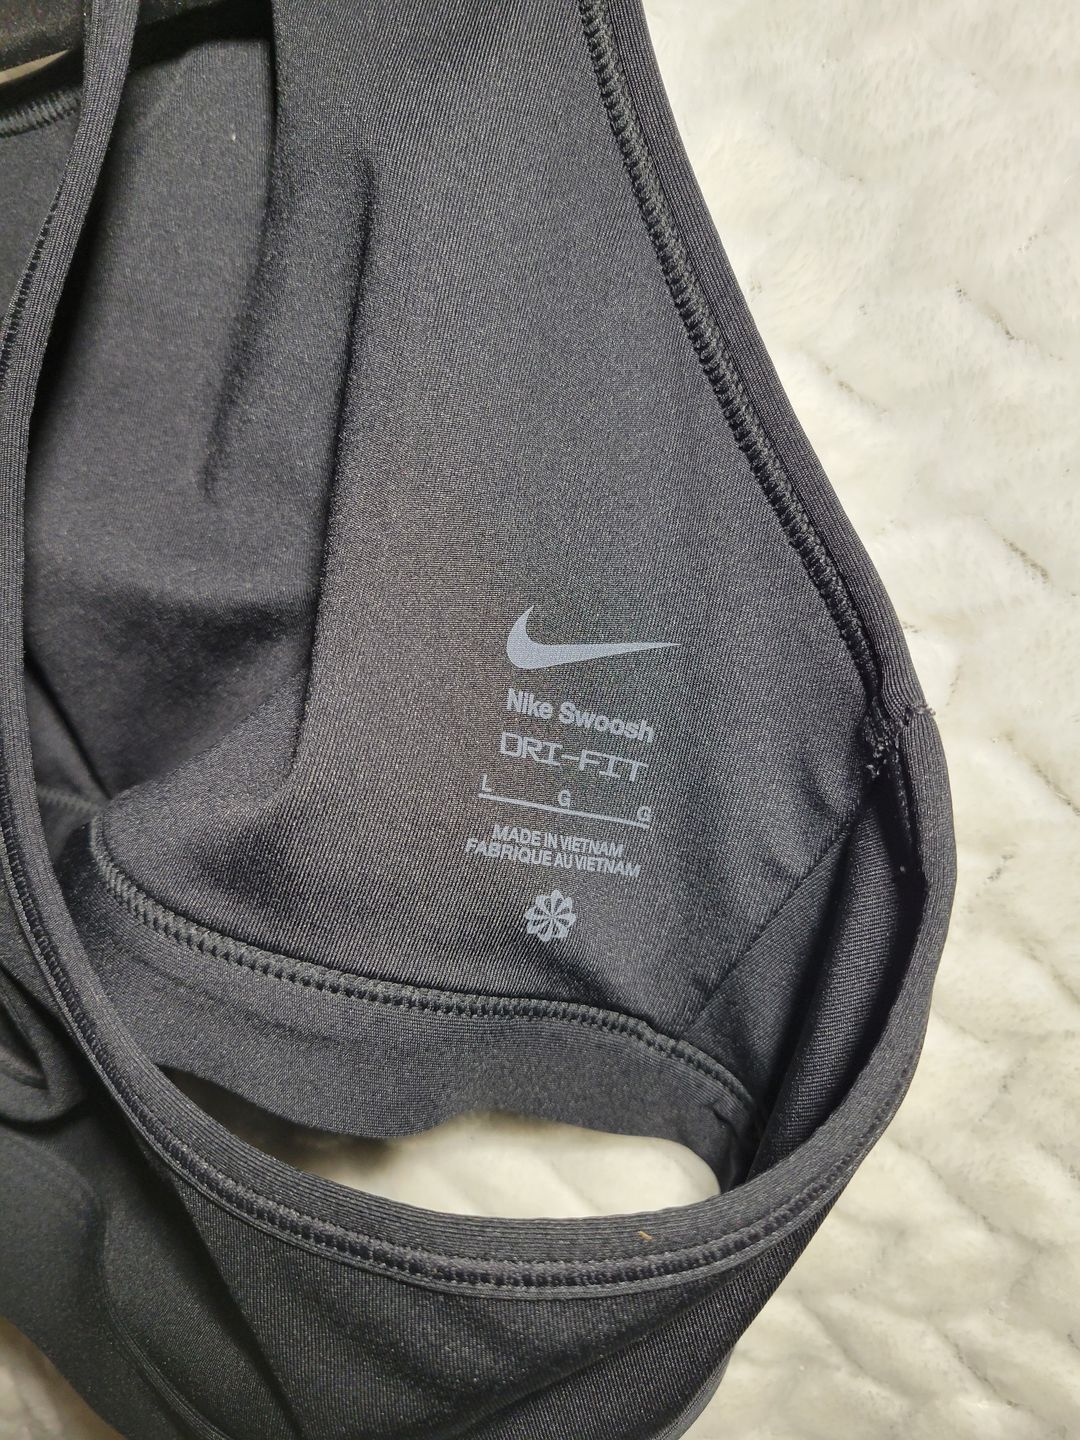 Nike Swoosh
DRI-FIT
L G G
MADE IN VIETNAM
FABRIQUE AU VIETNAM